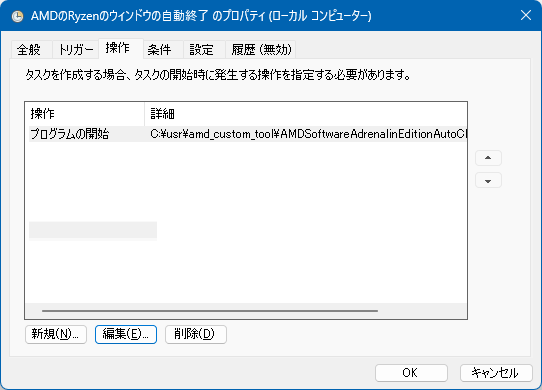 AMDのRyzenのウィンドウの自動終了 のプロパティ (ローカル コンピューター)
全般 トリガー 操作 条件 設定 履歴 (無効)
タスクを作成する場合、タスクの開始時に発生する操作を指定する必要があります。
操作 詳細
プログラムの開始 C:¥usr¥amd_custom_tool¥AMDSoftwareAdrenalinEditionAutoCl
新規(N)... 編集(E)... 削除(D)
OK キャンセル